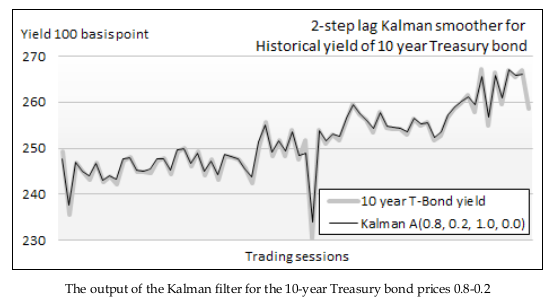 2-step lag Kalman smoother for
Historical yield of 10 year Treasury bond
Yield 100 basispoint
270
260
250
240
230
10 year T-Bond yield
Kalman A(0.8, 0.2, 1.0, 0.0)
Trading sessions
The output of the Kalman filter for the 10-year Treasury bond prices 0.8-0.2